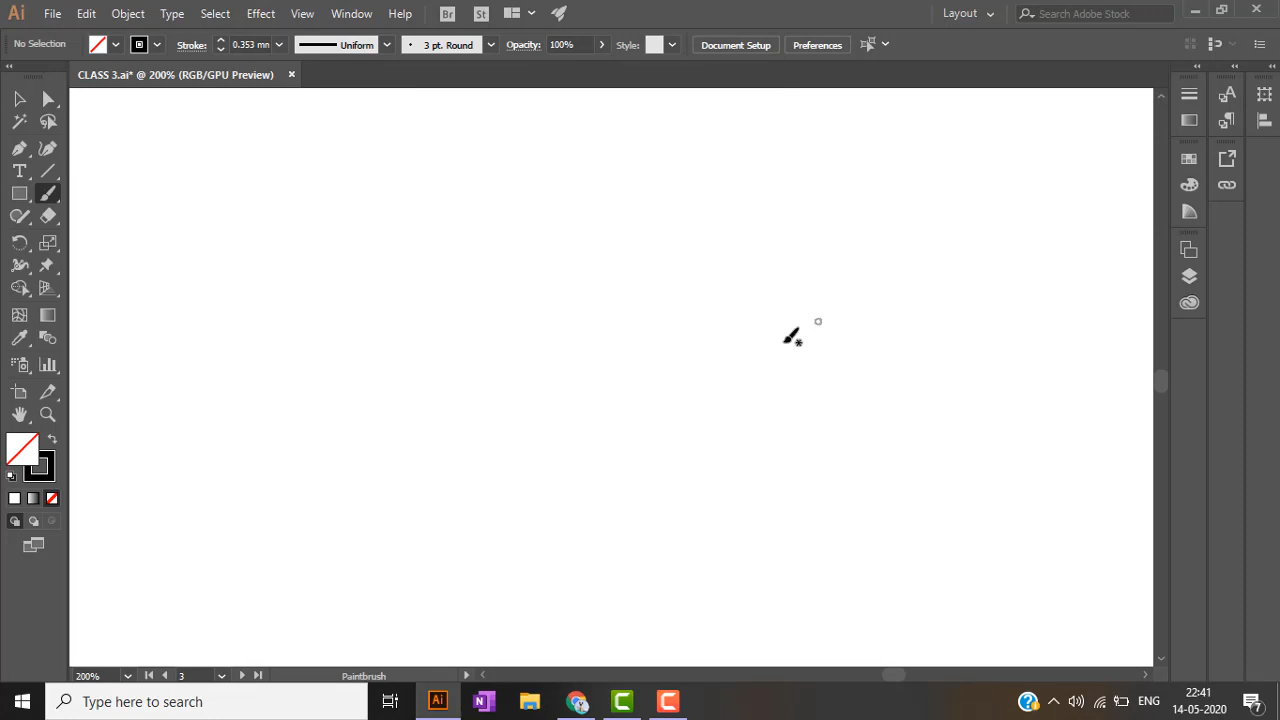 Ai File Edit Object Type Select Effect View Window Help Br St Layout Search Adobe Stock
No Selection Stroke: 0.353 mm Uniform 3 pt. Round Opacity: 100% Style: Document Setup Preferences
CLASS 3.ai* @ 200% (RGB/GPU Preview)
200% 3 Paintbrush
Type here to search Ai N ENG 22:41
14-05-2020 7